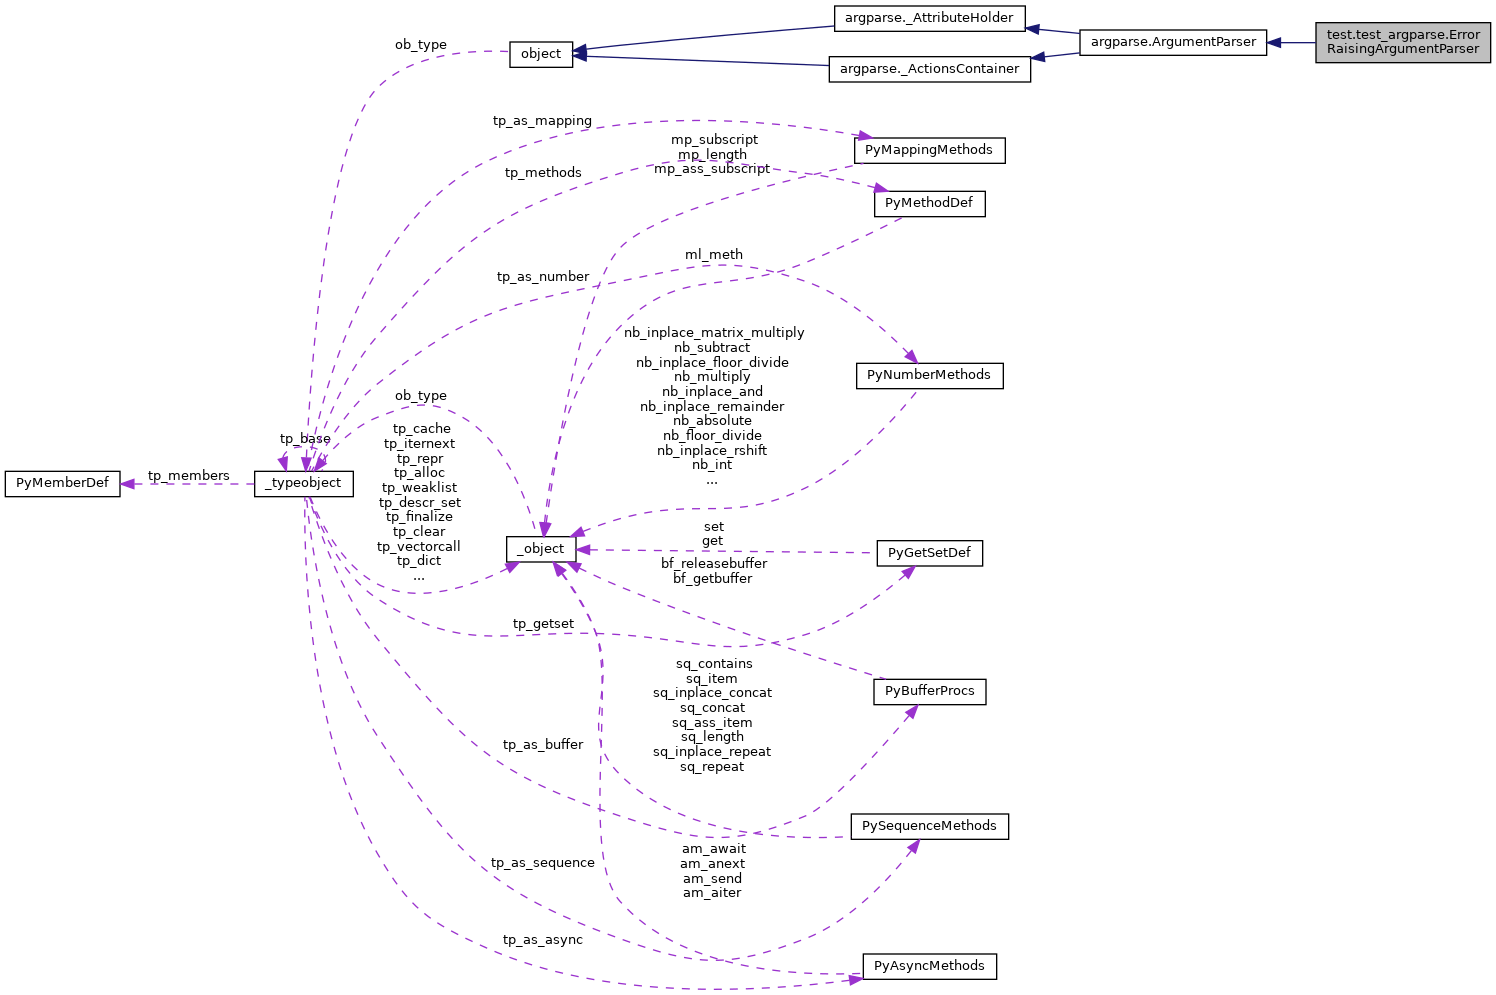 argparse._AttributeHolder
test.test_argparse.Error
RaisingArgumentParser
ob_type
object
argparse.ArgumentParser
argparse._ActionsContainer
tp_as_mapping
mp_subscript
mp_length
mp_ass_subscript
PyMappingMethods
tp_methods
PyMethodDef
ml_meth
tp_as_number
nb_inplace_matrix_multiply
nb_subtract
nb_inplace_floor_divide
nb_multiply
nb_inplace_and
nb_inplace_remainder
nb_absolute
nb_floor_divide
nb_inplace_rshift
nb_int
...
PyNumberMethods
ob_type
tp_base
tp_cache
tp_iternext
tp_repr
tp_alloc
tp_weaklist
tp_descr_set
tp_finalize
tp_clear
tp_vectorcall
tp_dict
...
PyMemberDef
tp_members
_typeobject
_object
set
get
PyGetSetDef
bf_releasebuffer
bf_getbuffer
tp_getset
sq_contains
sq_item
sq_inplace_concat
sq_concat
sq_ass_item
sq_length
sq_inplace_repeat
sq_repeat
PyBufferProcs
tp_as_buffer
PySequenceMethods
am_await
am_anext
am_send
am_aiter
tp_as_sequence
tp_as_async
PyAsyncMethods